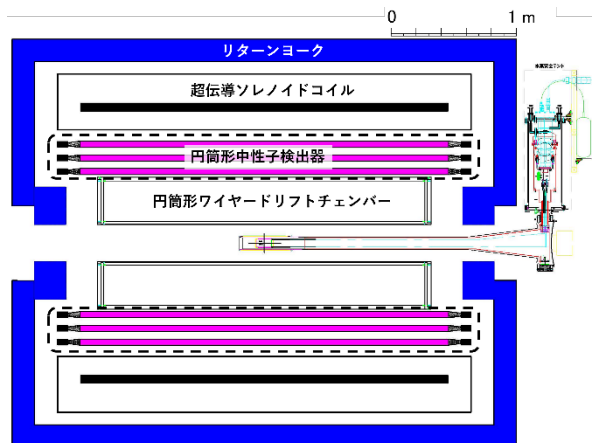 0 1 m
リターンヨーク
超伝導ソレノイドコイル
円筒形中性子検出器
円筒形ワイヤードリフトチェンバー